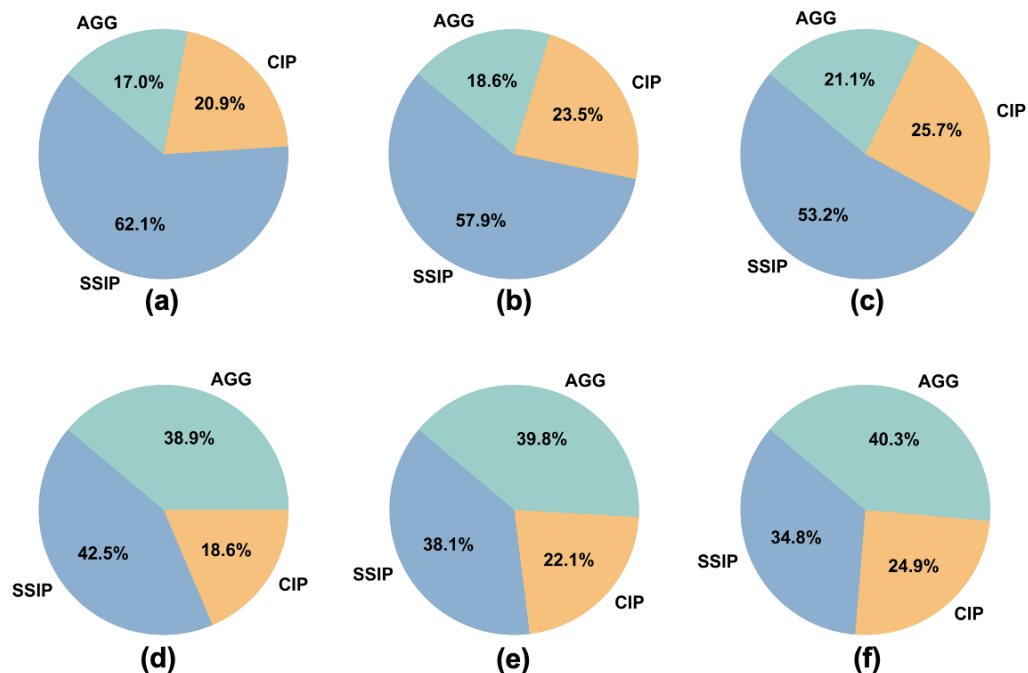 AGG
CIP
17.0%
20.9%
62.1%
SSIP
(a)
AGG
CIP
18.6%
23.5%
57.9%
SSIP
(b)
AGG
CIP
21.1%
25.7%
53.2%
SSIP
(c)
AGG
38.9%
42.5%
18.6%
SSIP
CIP
(d)
AGG
39.8%
38.1%
22.1%
SSIP
CIP
(e)
AGG
40.3%
34.8%
24.9%
SSIP
CIP
(f)